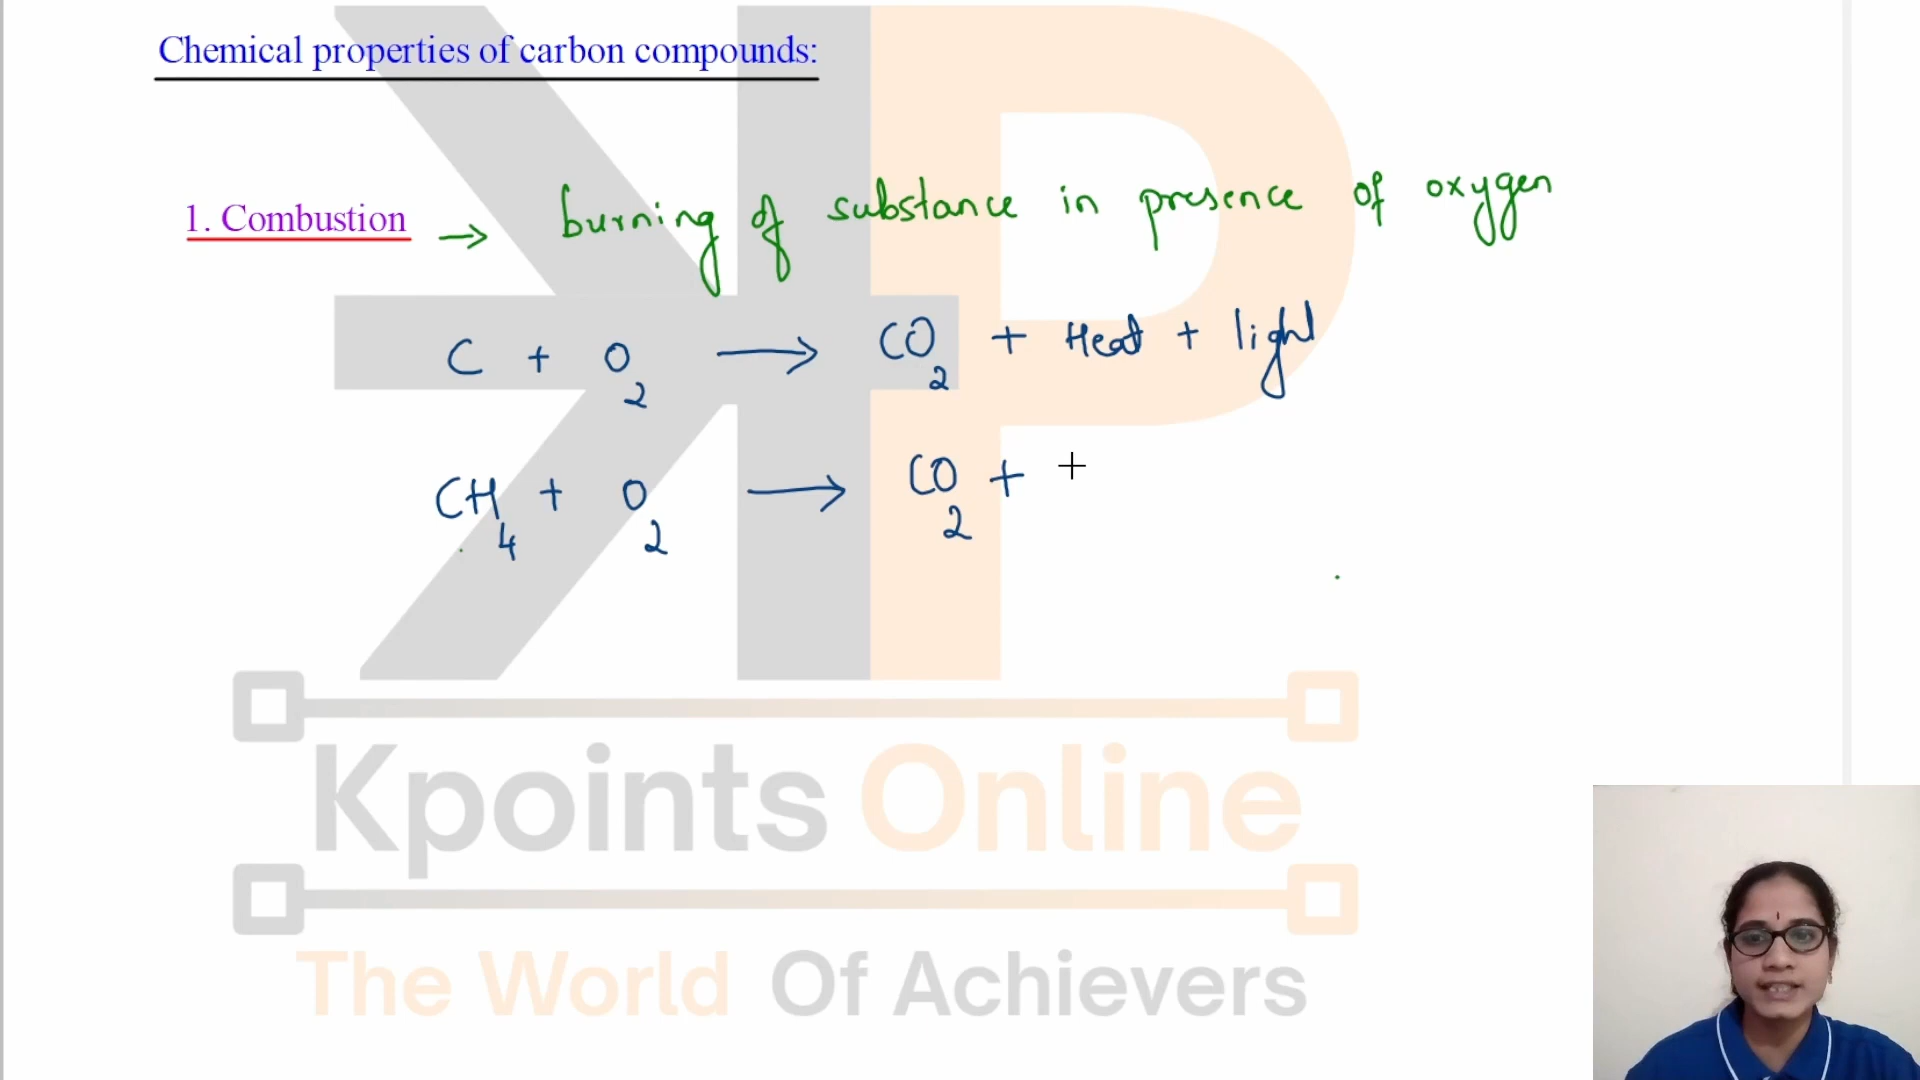 Chemical properties of carbon compounds:
1. Combustion → burning of substance in presence of oxygen
C + O₂ → CO₂ + Heat + light
CH₄ + O₂ → CO₂ +
Kpoints Online
The World Of Achievers